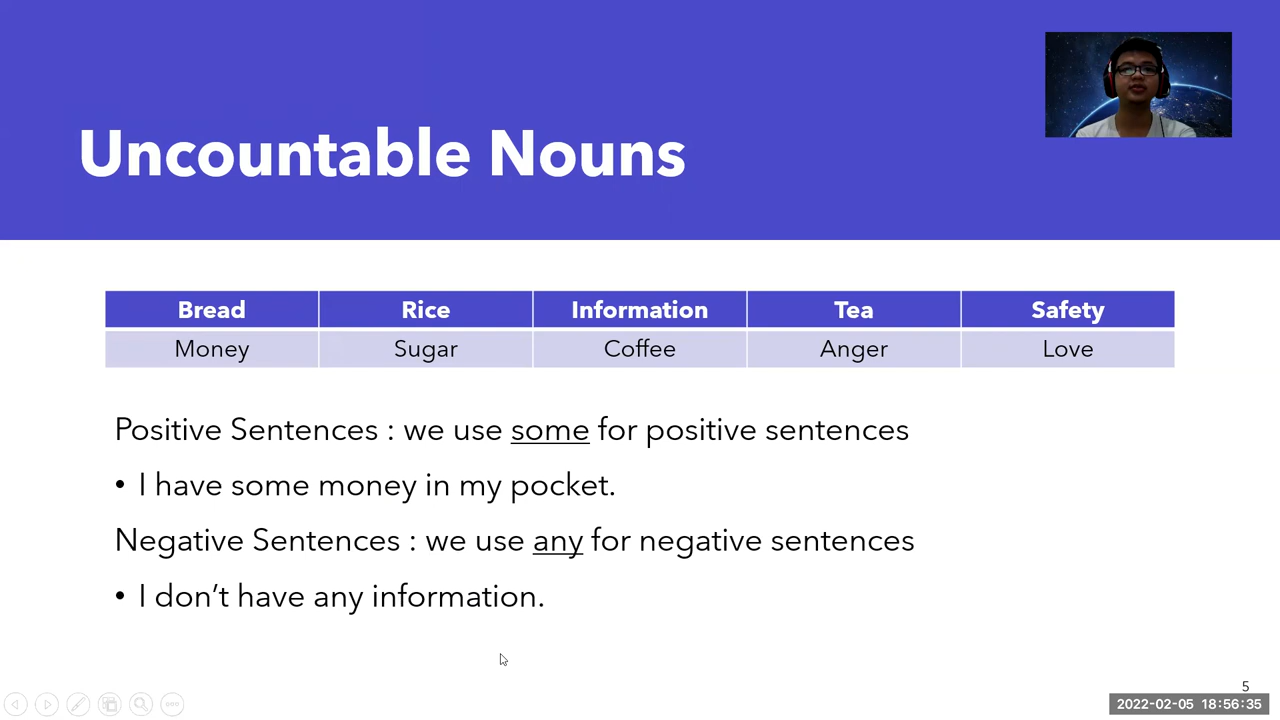 Uncountable Nouns
Bread Rice Information Tea Safety
Money Sugar Coffee Anger Love
Positive Sentences : we use some for positive sentences
• I have some money in my pocket.
Negative Sentences : we use any for negative sentences
• I don’t have any information.
5
2022-02-05 18:56:35